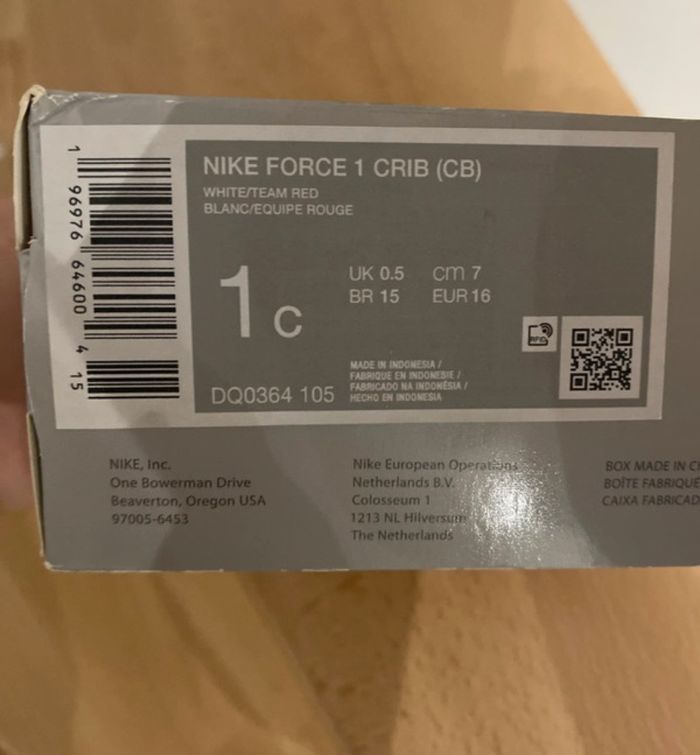 1 96976 64600 4 15
NIKE FORCE 1 CRIB (CB)
WHITE/TEAM RED
BLANC/EQUIPE ROUGE
1 C
UK 0.5 cm 7
BR 15 EUR 16
RFID
MADE IN INDONESIA /
FABRIQUE EN INDONESIE /
FABRICADO NA INDONÉSIA /
HECHO EN INDONESIA
DQ0364 105
NIKE, Inc.
One Bowerman Drive
Beaverton, Oregon USA
97005-6453
Nike European Operations
Netherlands B.V.
Colosseum 1
1213 NL Hilversum
The Netherlands
BOX MADE IN
BOÎTE FABRIQUÉ
CAIXA FABRICAD